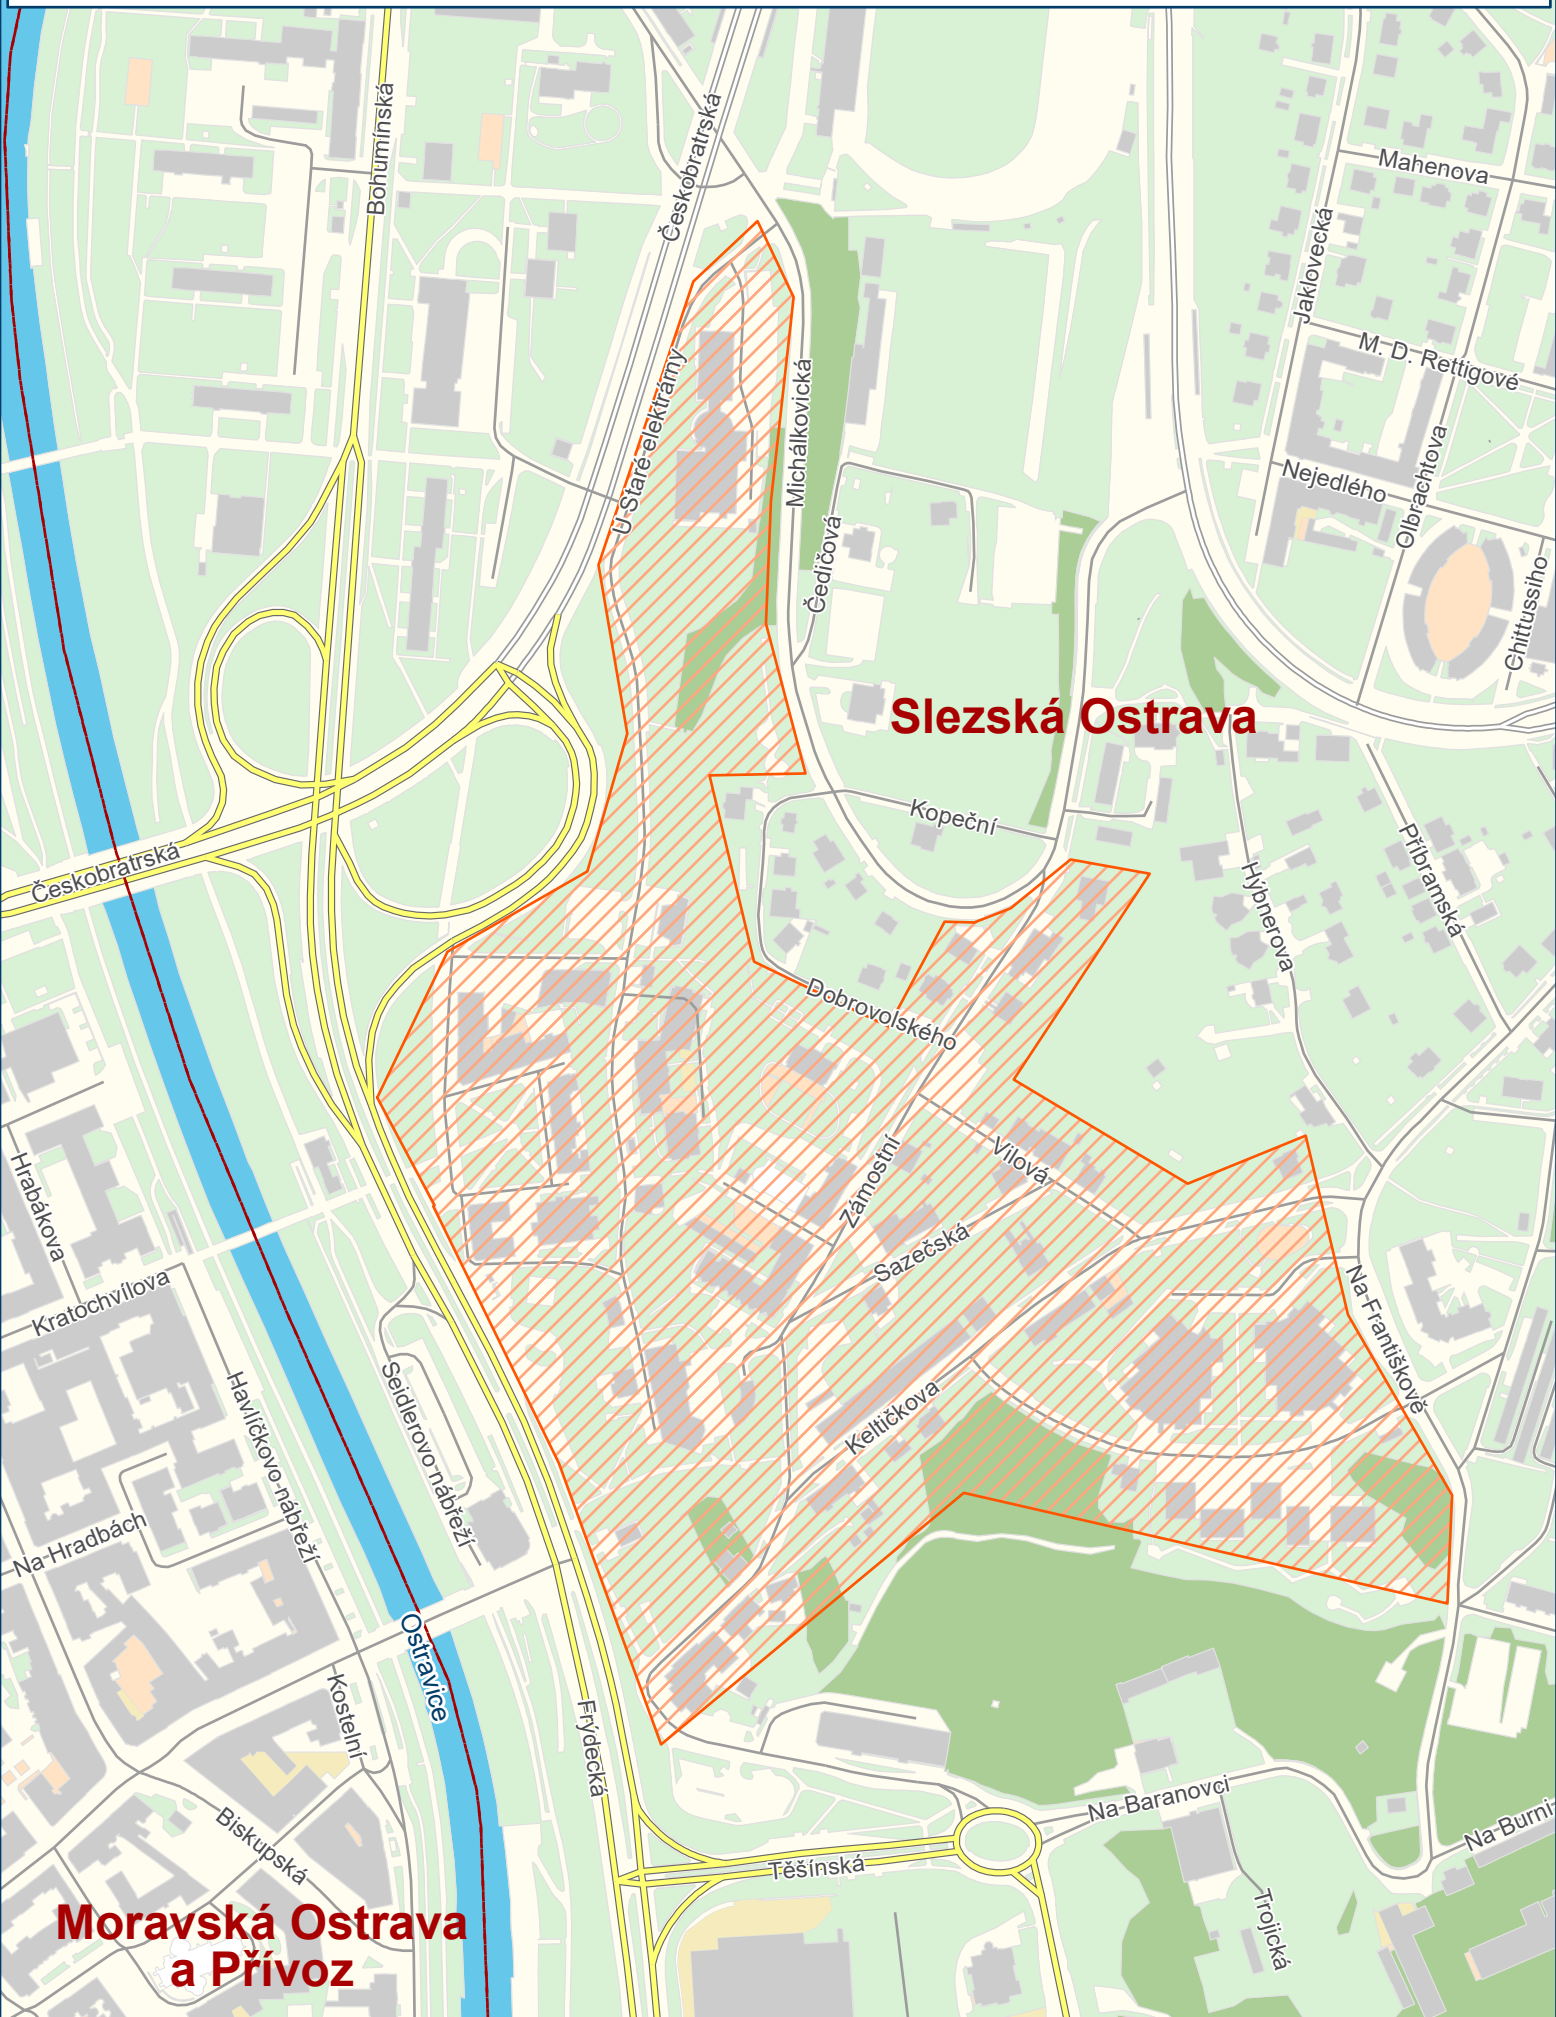 Bohumínská
Českobratrská
Mahenova
Jaklovecká
M. D. Rettigové
U Staré elektrárny
Michálkovická
Olbrachtova
Nejedlého
Čedičová
Chittussiho
Slezská Ostrava
Kopeční
Příbramská
Českobratrská
Hýbnerova
Dobrovolského
Hrabákova
Vilová
Zámostní
Sazečská
Kratochvílova
Na Františkově
Seidlerovo nábřeží
Havlíčkovo nábřeží
Keltičkova
Na Hradbách
Ostravice
Kostelní
Frýdecká
Na Baranovci
Na Burni
Biskupská
Těšínská
Trojická
Moravská Ostrava
a Přívoz